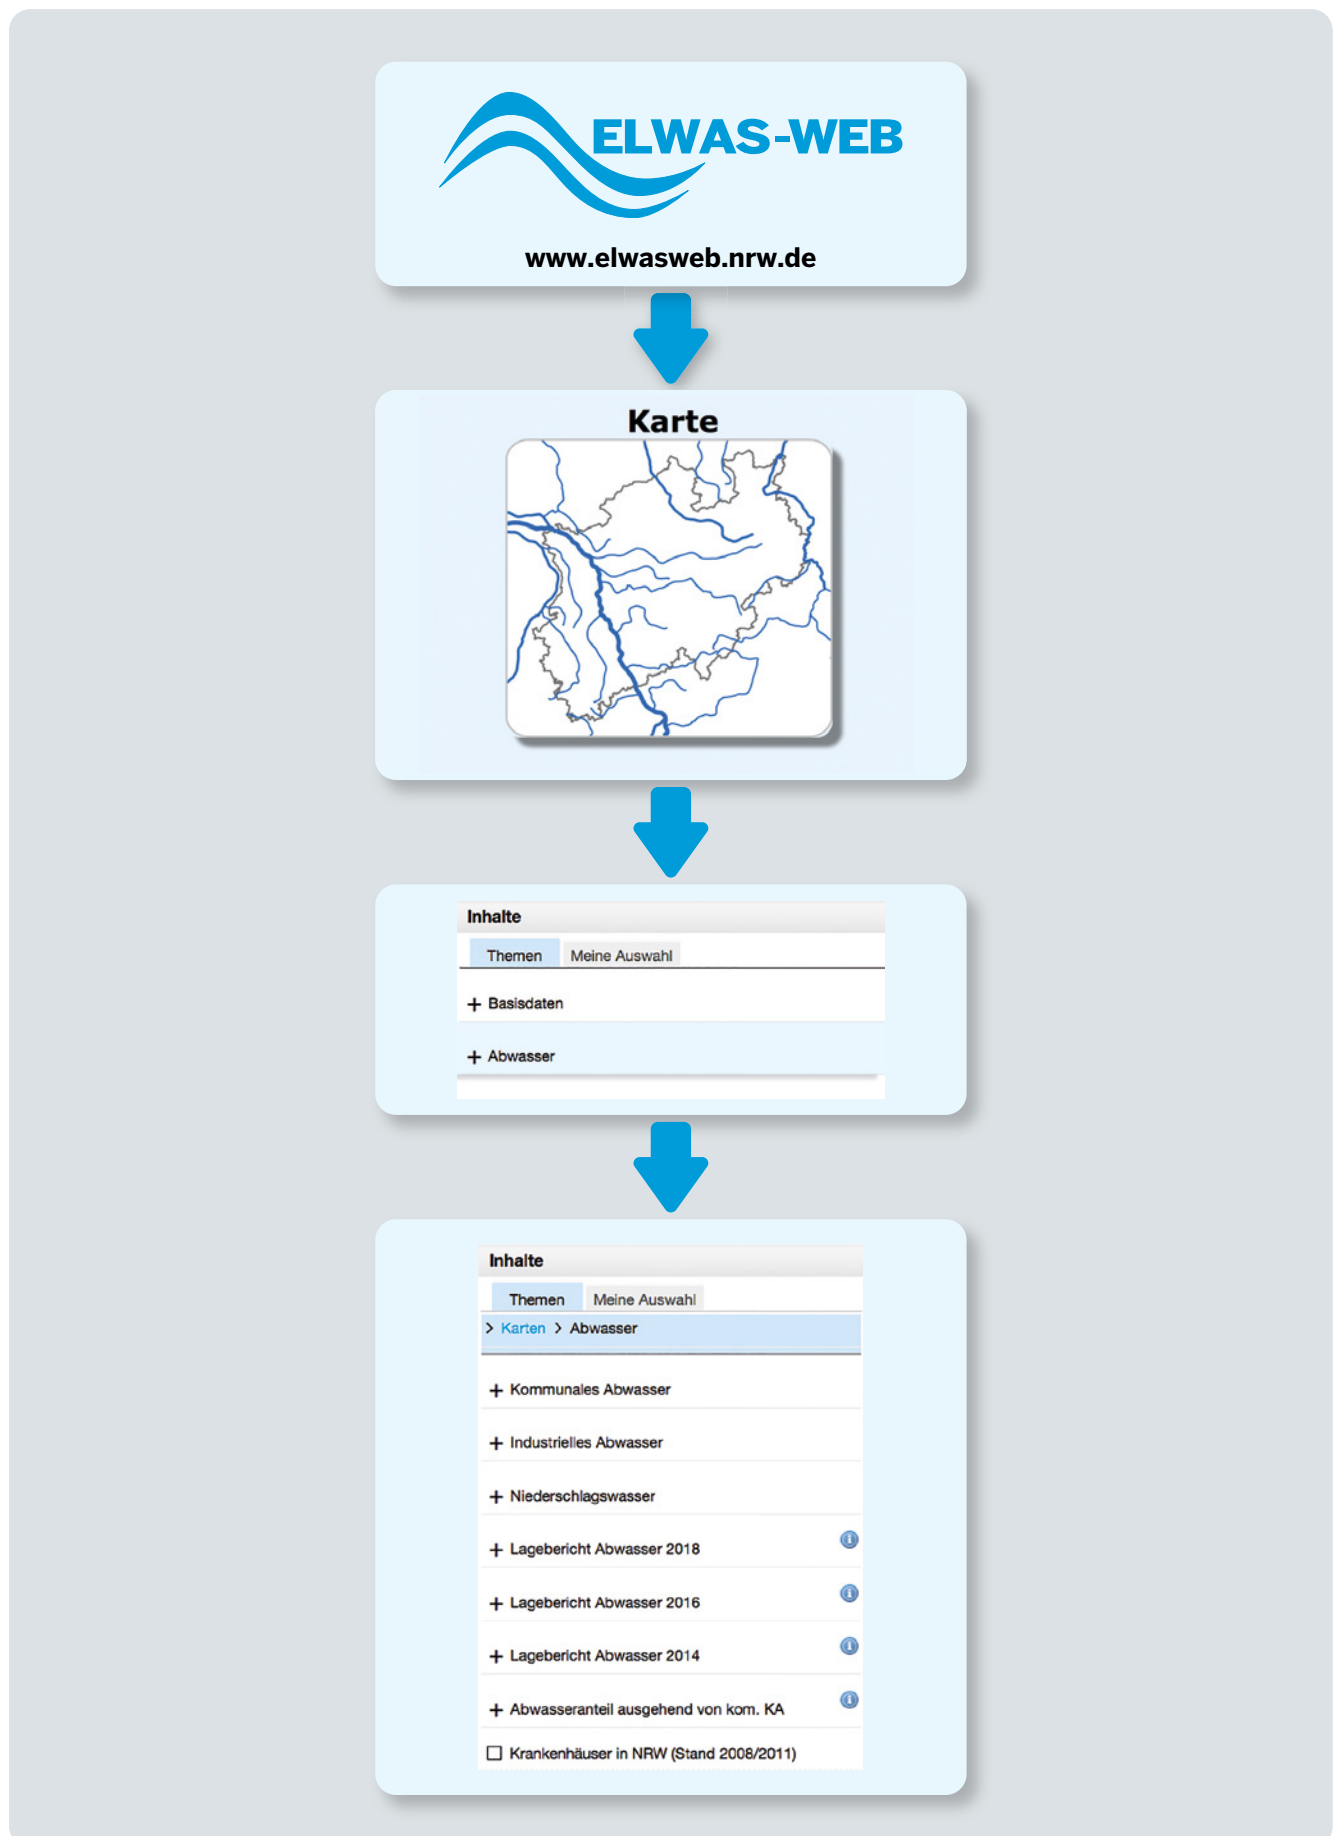 ELWAS-WEB
www.elwasweb.nrw.de
Karte
Inhalte
Themen Meine Auswahl
+ Basisdaten
+ Abwasser
Inhalte
Themen Meine Auswahl
> Karten > Abwasser
+ Kommunales Abwasser
+ Industrielles Abwasser
+ Niederschlagswasser
+ Lagebericht Abwasser 2018
+ Lagebericht Abwasser 2016
+ Lagebericht Abwasser 2014
+ Abwasseranteil ausgehend von kom. KA
Krankenhäuser in NRW (Stand 2008/2011)